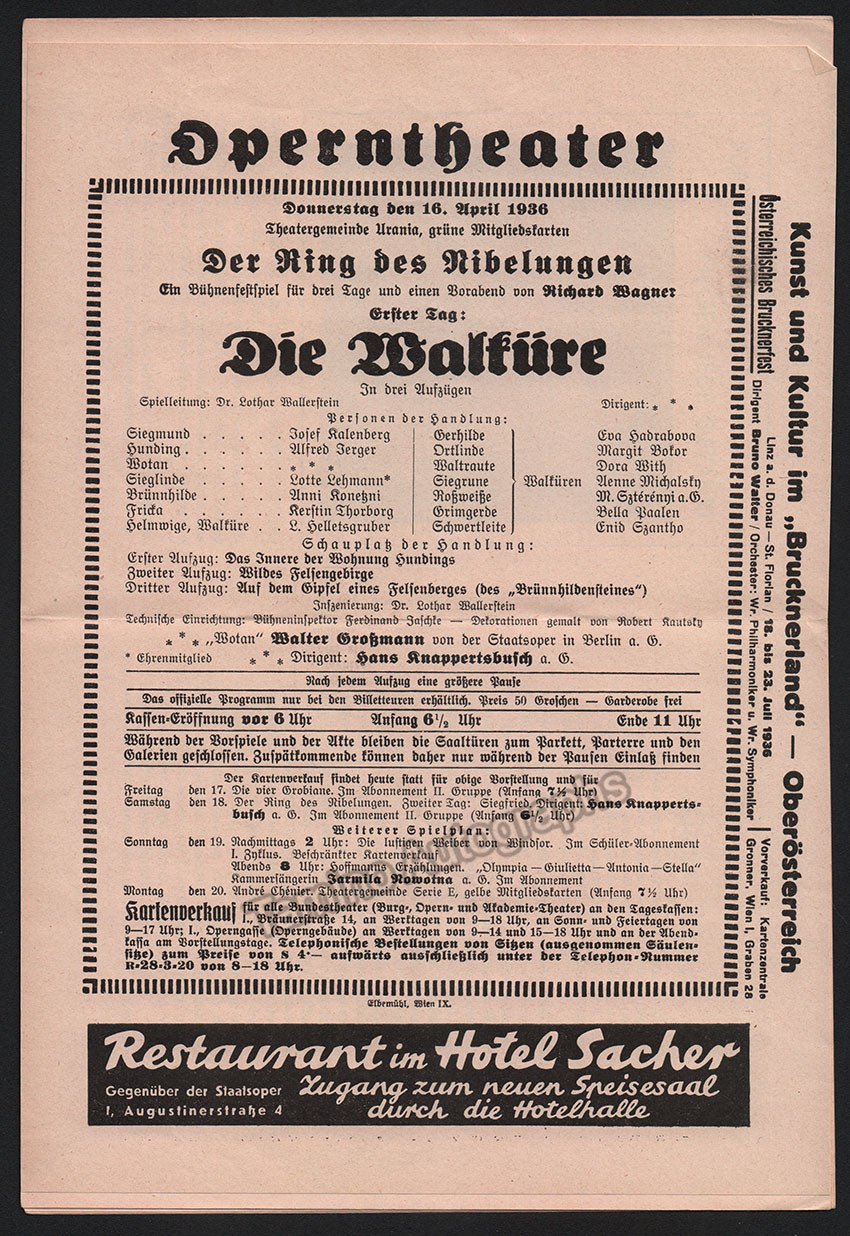 Operntheater
Donnerstag den 16. April 1936
Theatergemeinde Urania, grüne Mitgliedskarten
Der Ring des Nibelungen
Ein Bühnenfestspiel für drei Tage und einen Vorabend von Richard Wagner
Erster Tag:
Die Walküre
In drei Aufzügen
Spielleitung: Dr. Lothar Wallerstein Dirigent: * * *
Personen der Handlung:
Siegmund . . . . . Josef Kalenberg Gerhilde Eva Hadrabova
Hunding . . . . . Alfred Jerger Ortlinde Margit Bokor
Wotan . . . . . * * * Waltraute Dora With
Sieglinde . . . . . Lotte Lehmann* Siegrune Walküren Aenne Michalsky
Brünnhilde . . . . Anni Konetzni Roßweiße M. Sztérényi a. G.
Fricka . . . . . Kerstin Thorborg Grimgerde Bella Paalen
Helmwige, Walküre . . L. Helletsgruber Schwertleite Enid Szantho
Schauplatz der Handlung:
Erster Aufzug: Das Innere der Wohnung Hundings
Zweiter Aufzug: Wildes Felsengebirge
Dritter Aufzug: Auf dem Gipfel eines Felsenberges (des „Brünnhildensteines")
Inszenierung: Dr. Lothar Wallerstein
Technische Einrichtung: Bühneninspektor Ferdinand Jaschke — Dekorationen gemalt von Robert Kautsky
* * * „Wotan" Walter Großmann von der Staatsoper in Berlin a. G.
* Ehrenmitglied * * * Dirigent: Hans Knappertsbusch a. G.
Nach jedem Aufzug eine größere Pause
Das offizielle Programm nur bei den Billetteuren erhältlich. Preis 50 Groschen — Garderobe frei
Kassen-Eröffnung vor 6 Uhr Anfang 6 1/2 Uhr Ende 11 Uhr
Während der Vorspiele und der Akte bleiben die Saaltüren zum Parkett, Parterre und den
Galerien geschlossen. Zuspätkommende können daher nur während der Pausen Einlaß finden
Der Kartenverkauf findet heute statt für obige Vorstellung und für
Freitag den 17. Die vier Grobiane. Im Abonnement II. Gruppe (Anfang 7 1/2 Uhr)
Samstag den 18. Der Ring des Nibelungen. Zweiter Tag: Siegfried. Dirigent: Hans Knapperts-
busch a. G. Im Abonnement II. Gruppe (Anfang 6 1/2 Uhr)
Weiterer Spielplan:
Sonntag den 19. Nachmittags 2 Uhr: Die lustigen Weiber von Windsor. Im Schüler-Abonnement
I. Zyklus. Beschränkter Kartenverkauf
Abends 8 Uhr: Hoffmanns Erzählungen. „Olympia — Giulietta — Antonia — Stella"
Kammersängerin Jarmila Nowotna a. G. Im Abonnement
Montag den 20. André Chénier. Theatergemeinde Serie E, gelbe Mitgliedskarten (Anfang 7 1/2 Uhr)
Kartenverkauf für alle Bundestheater (Burg-, Opern- und Akademie-Theater) an den Tageskassen:
I., Bräunerstraße 14, an Werktagen von 9—18 Uhr, an Sonn- und Feiertagen von
9—17 Uhr; I., Operngasse (Operngebäude) an Werktagen von 9—14 und 15—18 Uhr und an der Abend-
kassa am Vorstellungstage. Telephonische Bestellungen von Sitzen (ausgenommen Säulen-
sitze) zum Preise von S 4·— aufwärts ausschließlich unter der Telephon-Nummer
R-28-3-20 von 8—18 Uhr.
Elbemühl, Wien IX.
Kunst und Kultur im „Brucknerland" — Oberösterreich
Linz a. d. Donau — St. Florian / 18. bis 23. Juli 1936
Österreichisches Brucknerfest
Dirigent Bruno Walter / Orchester: Wr. Philharmoniker u. Wr. Symphoniker
Vorverkauf: Kartenzentrale
Gronner, Wien I, Graben 28
Restaurant im Hotel Sacher
Gegenüber der Staatsoper
I, Augustinerstraße 4
Zugang zum neuen Speisesaal
durch die Hotelhalle